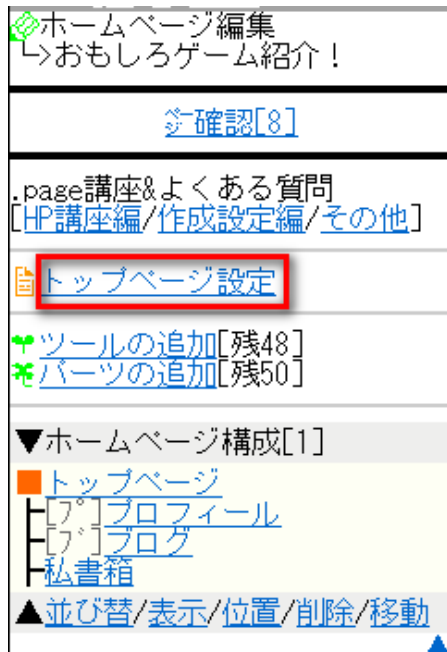 ホームページ編集
└>おもしろゲーム紹介！
ページ確認[8]
.page講座&よくある質問
[HP講座編/作成設定編/その他]
トップページ設定
ツールの追加[残48]
パーツの追加[残50]
▼ホームページ構成[1]
■トップページ
├[プ]プロフィール
├[ブ]ブログ
┣私書箱
▲並び替/表示/位置/削除/移動
▲